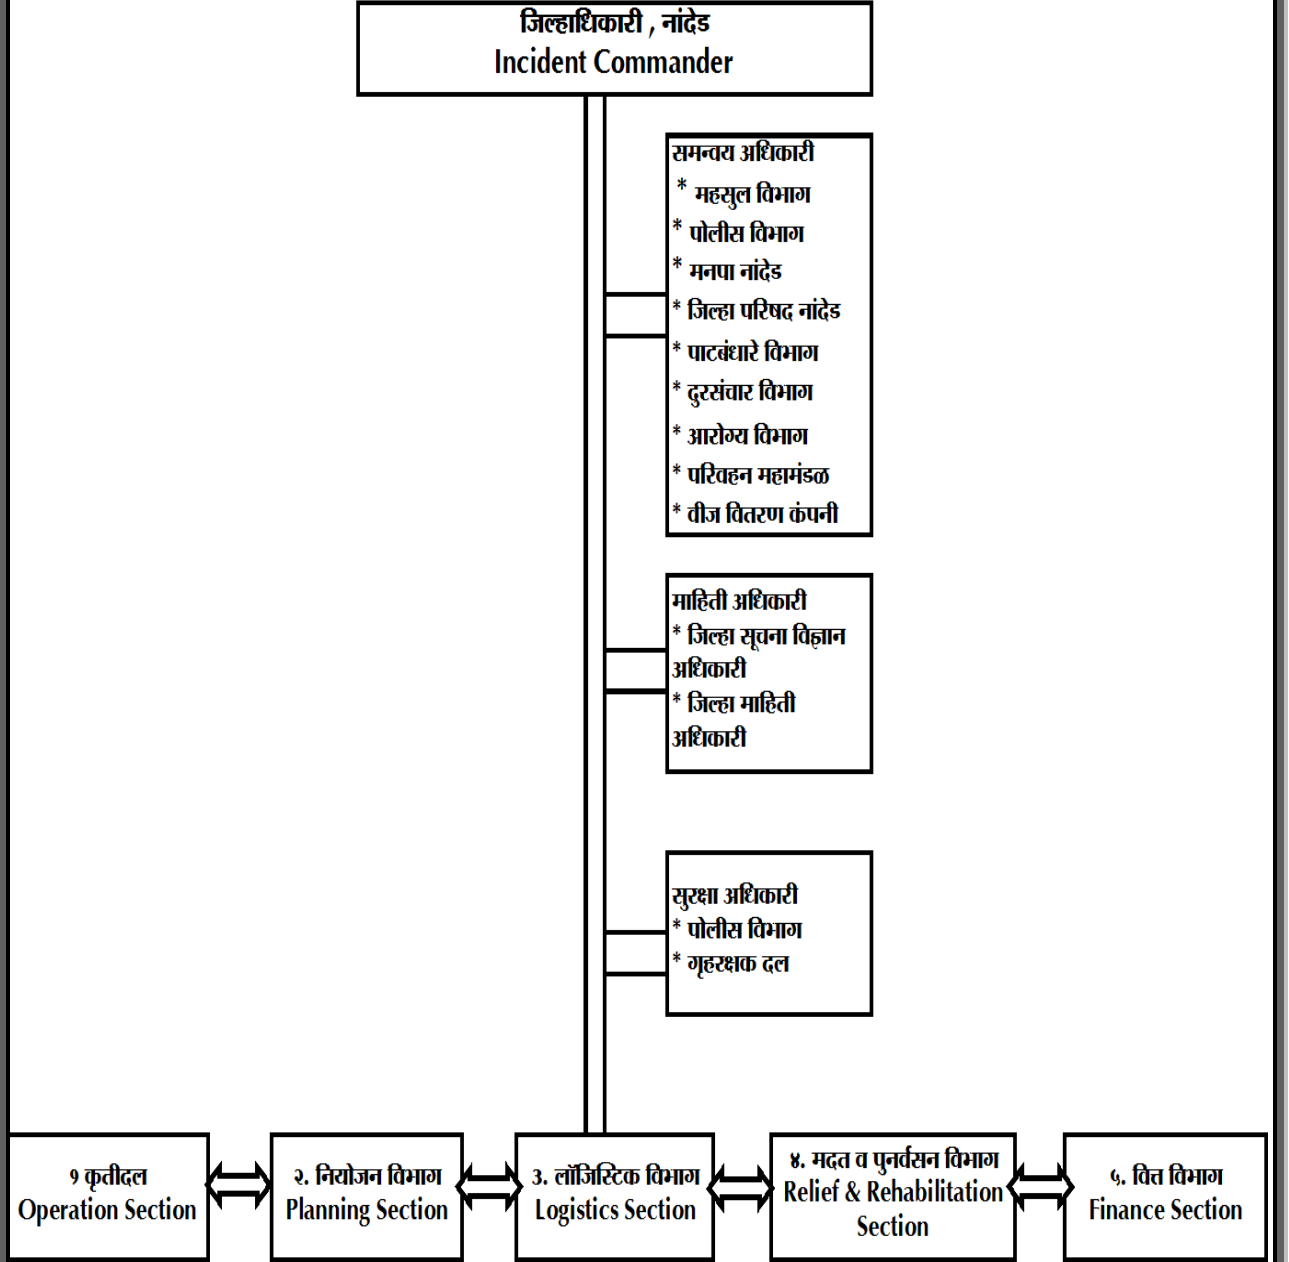 जिल्हाधिकारी , नांदेड
Incident Commander
समन्वय अधिकारी
* महसुल विभाग
* पोलीस विभाग
* मनपा नांदेड
* जिल्हा परिषद नांदेड
* पाटबंधारे विभाग
* दुरसंचार विभाग
* आरोग्य विभाग
* परिवहन महामंडळ
* वीज वितरण कंपनी
माहिती अधिकारी
* जिल्हा सूचना विज्ञान
अधिकारी
* जिल्हा माहिती
अधिकारी
सुरक्षा अधिकारी
* पोलीस विभाग
* गृहरक्षक दल
१ कृतीदल
Operation Section
२. नियोजन विभाग
Planning Section
3. लॉजिस्टिक विभाग
Logistics Section
४. मदत व पुनर्वसन विभाग
Relief & Rehabilitation
Section
५. वित्त विभाग
Finance Section